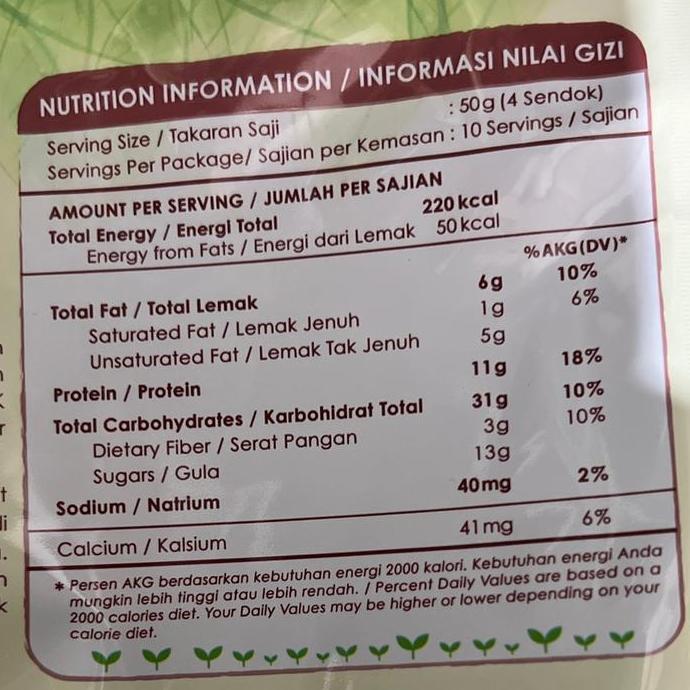 NUTRITION INFORMATION / INFORMASI NILAI GIZI
Serving Size / Takaran Saji : 50g (4 Sendok)
Servings Per Package/ Sajian per Kemasan : 10 Servings / Sajian
AMOUNT PER SERVING / JUMLAH PER SAJIAN
Total Energy / Energi Total 220 kcal
Energy from Fats / Energi dari Lemak 50 kcal
%AKG(DV)*
Total Fat / Total Lemak 6g 10%
Saturated Fat / Lemak Jenuh 1g 6%
Unsaturated Fat / Lemak Tak Jenuh 5g
Protein / Protein 11g 18%
Total Carbohydrates / Karbohidrat Total 31g 10%
Dietary Fiber / Serat Pangan 3g 10%
Sugars / Gula 13g
Sodium / Natrium 40mg 2%
Calcium / Kalsium 41mg 6%
* Persen AKG berdasarkan kebutuhan energi 2000 kalori. Kebutuhan energi Anda
mungkin lebih tinggi atau lebih rendah. / Percent Daily Values are based on a
2000 calories diet. Your Daily Values may be higher or lower depending on your
calorie diet.